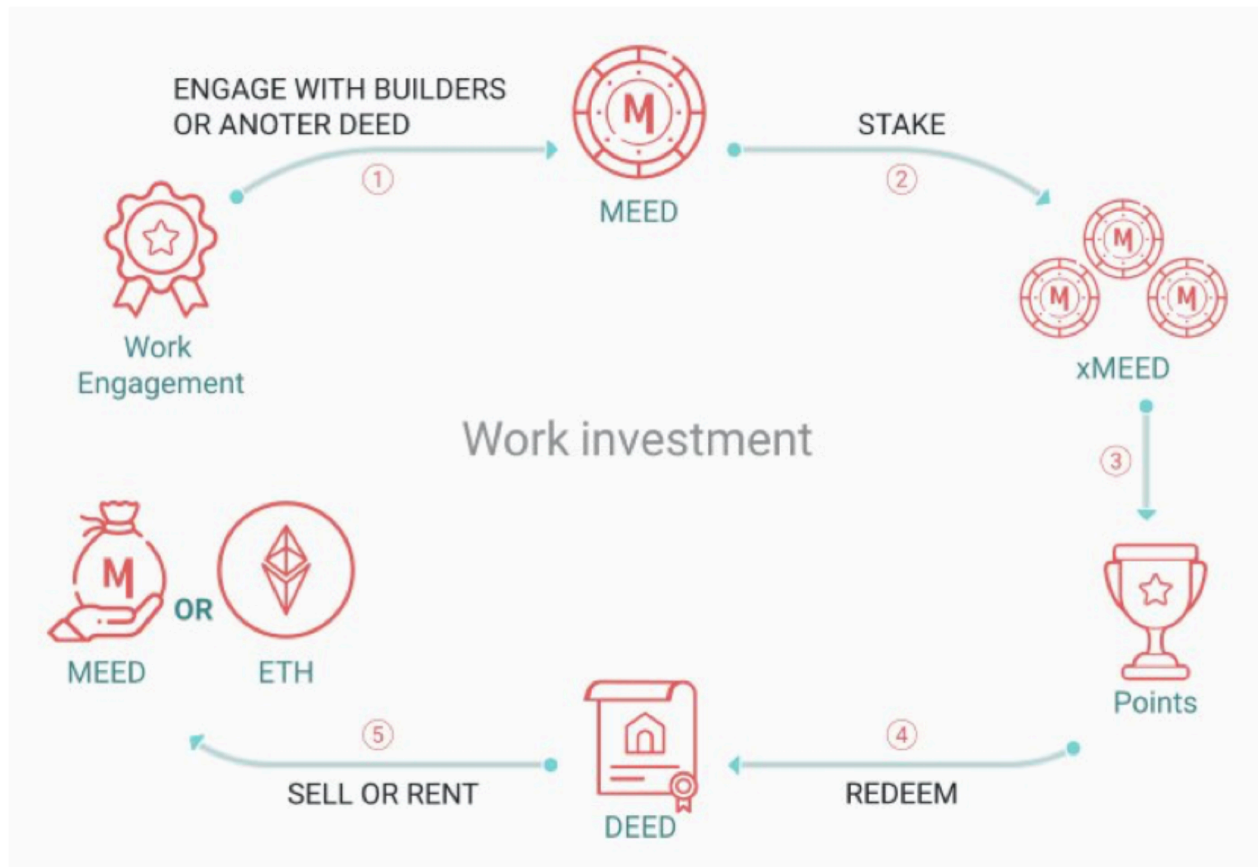 ENGAGE WITH BUILDERS
OR ANOTER DEED
1
M
MEED
STAKE
2
M
M
M
xMEED
Work
Engagement
Work investment
3
M
OR
MEED
ETH
Points
5
SELL OR RENT
DEED
4
REDEEM